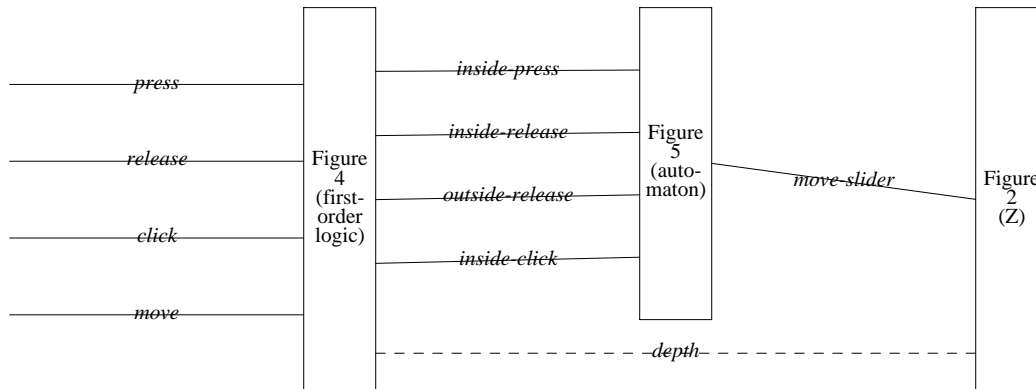 press
release
click
move
Figure
4
(first-
order
logic)
inside-press
inside-release
outside-release
inside-click
depth
Figure
5
(auto-
maton)
move-slider
Figure
2
(Z)